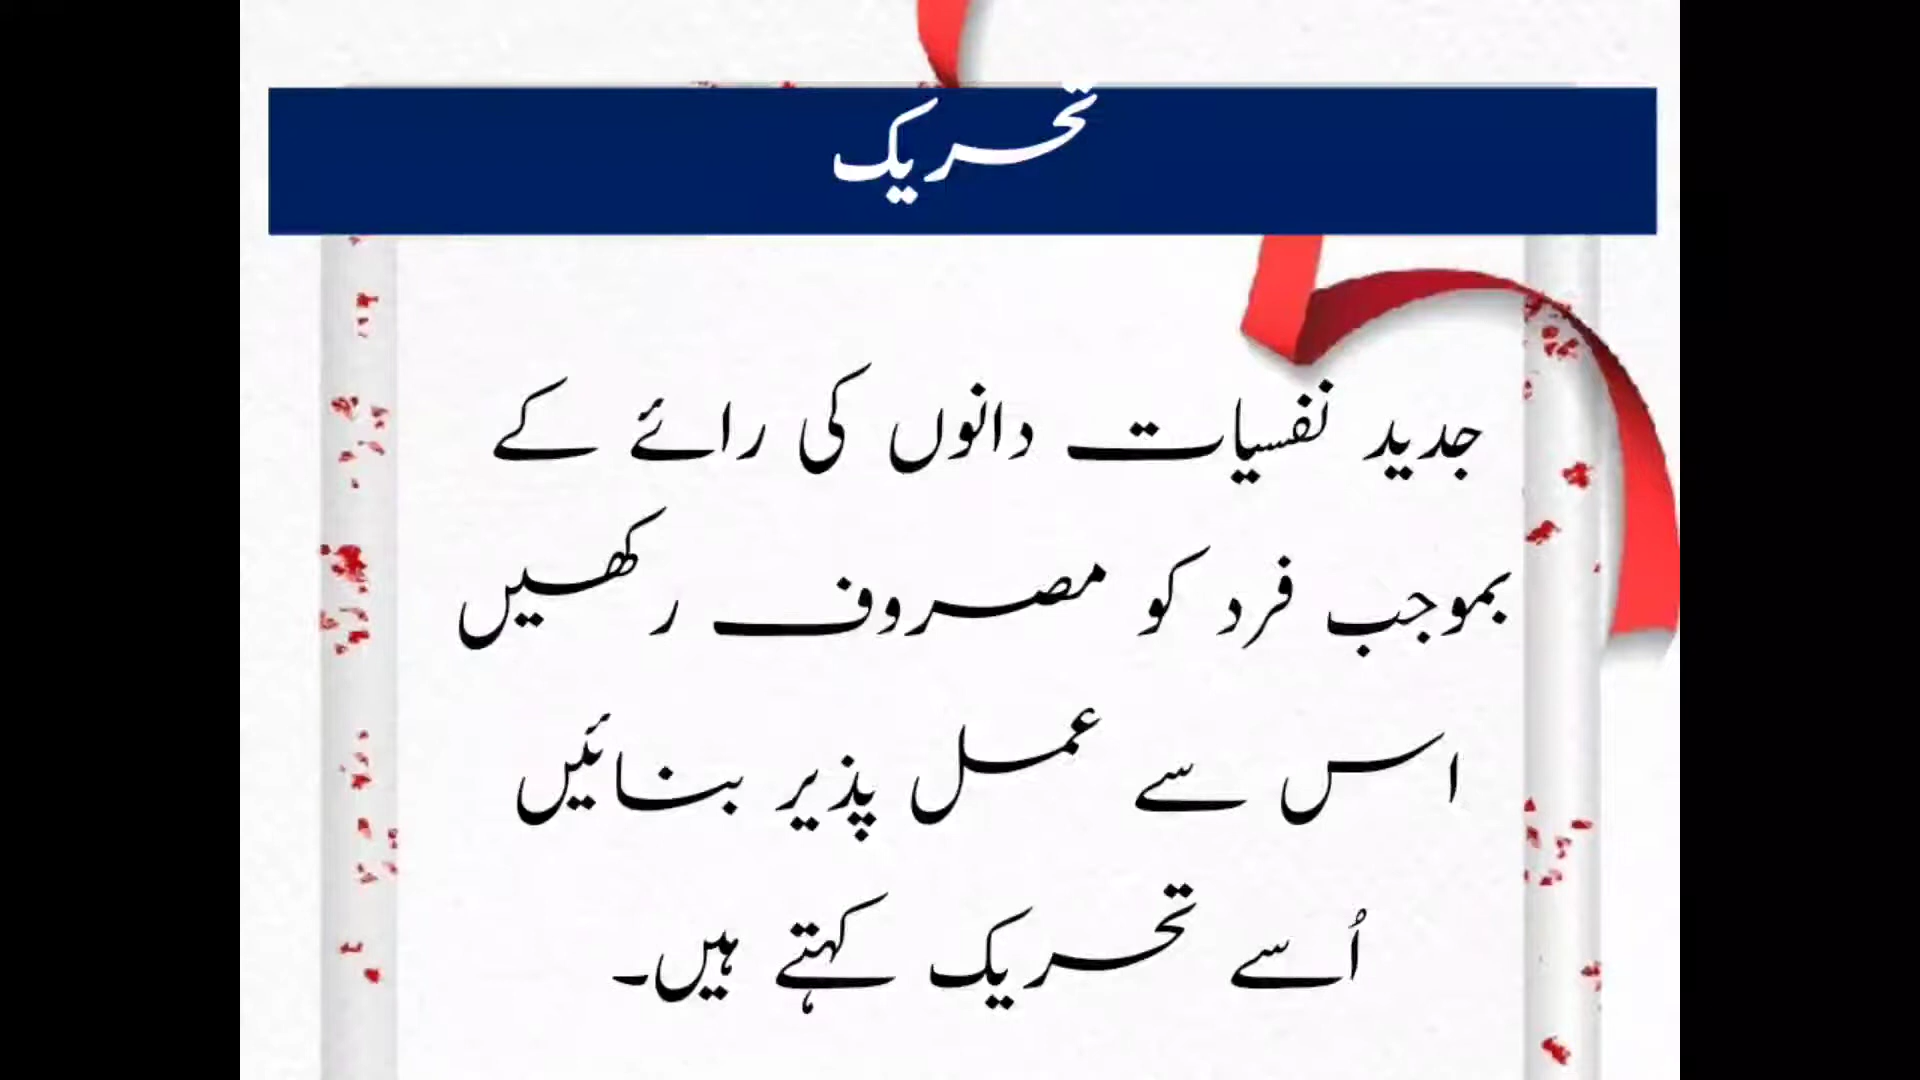 تحریک
جدید نفسیات دانوں کی رائے کے
بموجب فرد کو مصروف رکھیں
اس سے عمل پذیر بنائیں
اُسے تحریک کہتے ہیں۔